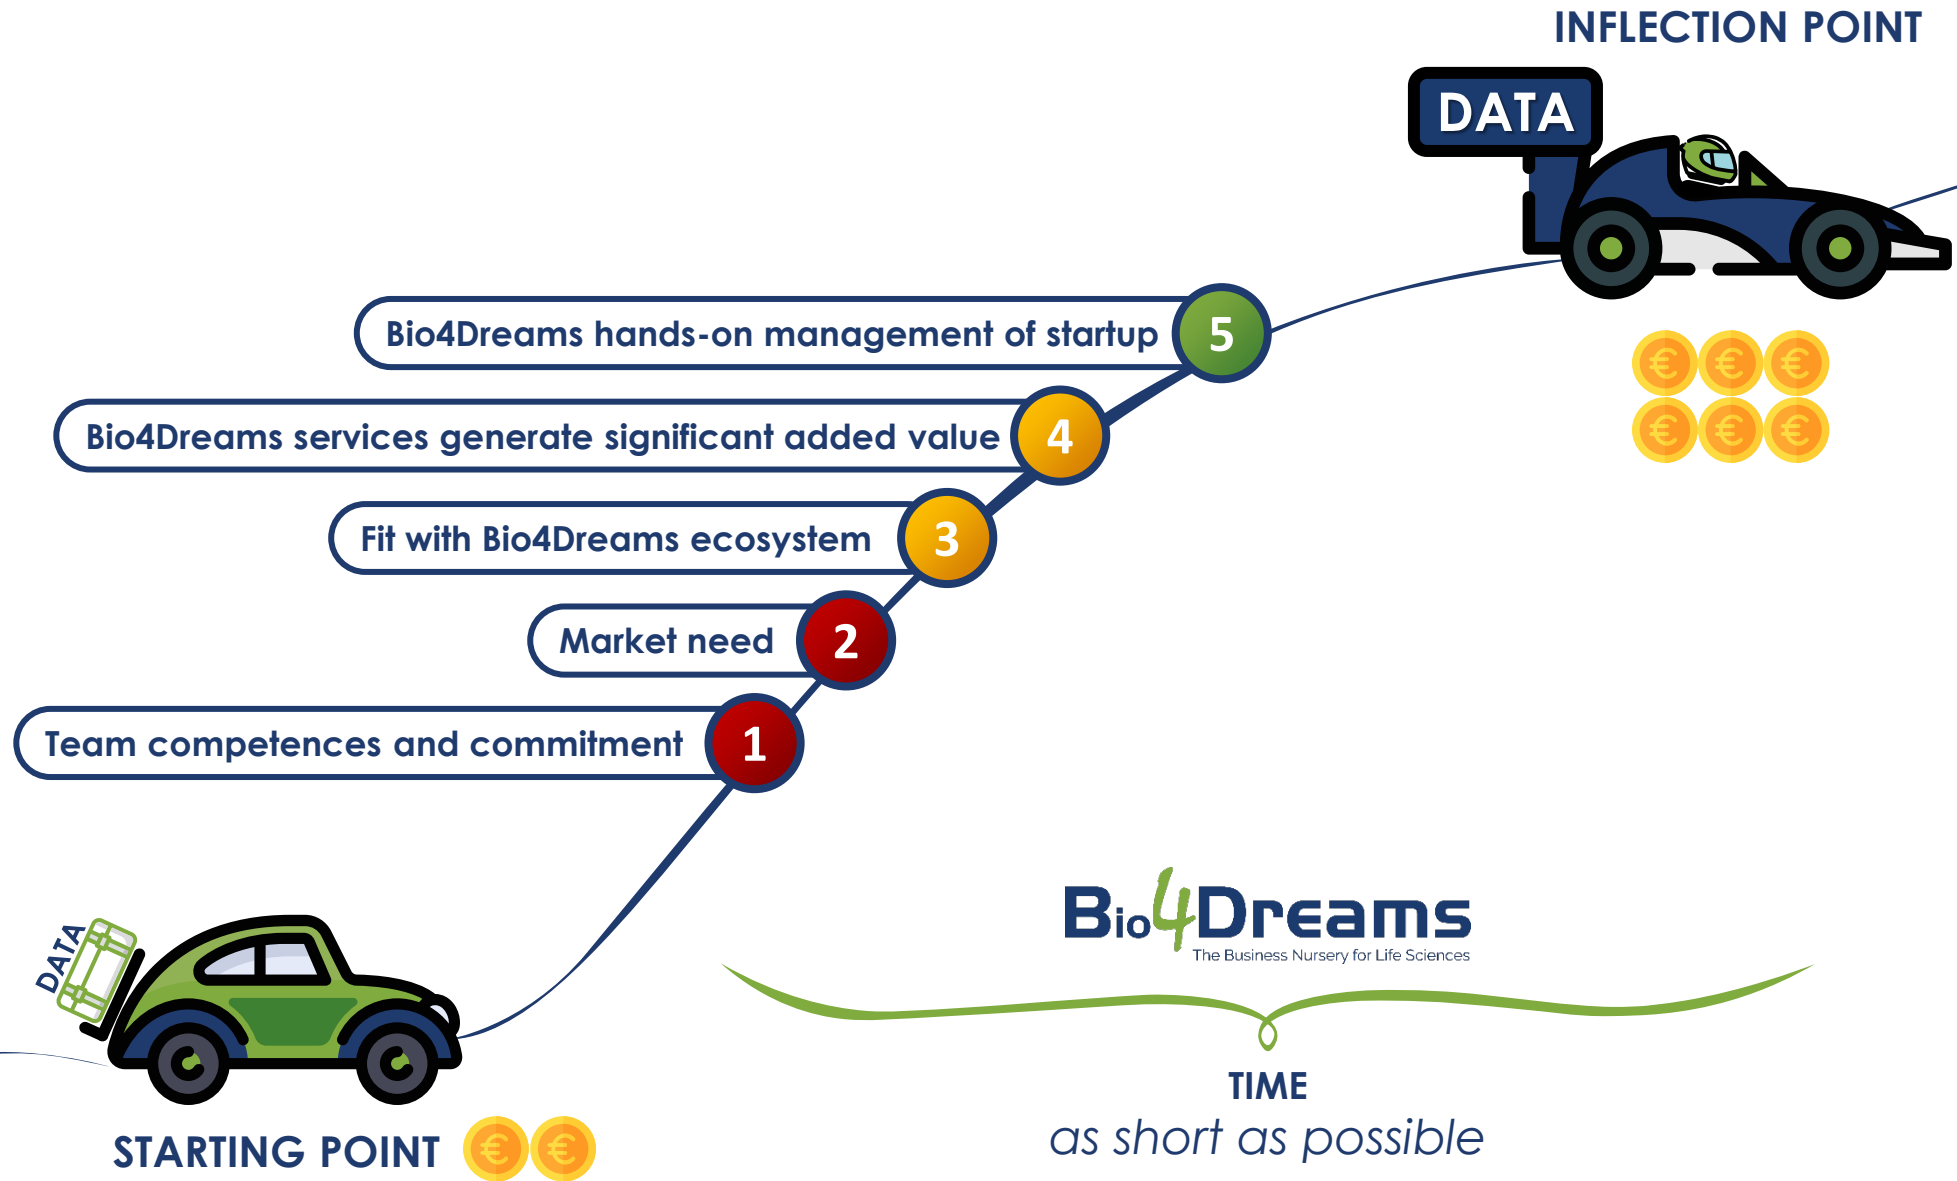 INFLECTION POINT
DATA
Bio4Dreams hands-on management of startup 5
Bio4Dreams services generate significant added value 4
Fit with Bio4Dreams ecosystem 3
Market need 2
Team competences and commitment 1
Bio4Dreams
The Business Nursery for Life Sciences
DATA
TIME
as short as possible
STARTING POINT € €
€ € €
€ € €